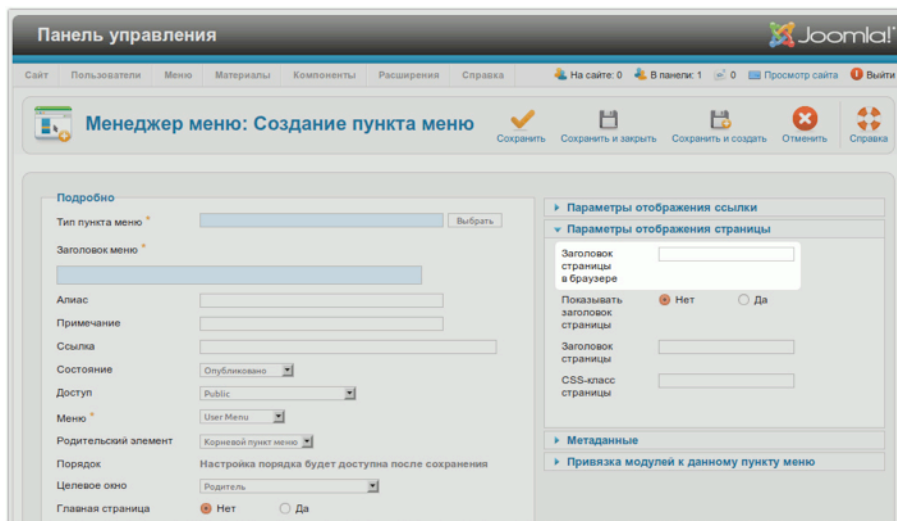 Панель управления
Joomla!
Сайт Пользователи Меню Материалы Компоненты Расширения Справка На сайте: 0 В панели: 1 0 Просмотр сайта Выйти
Менеджер меню: Создание пункта меню
Сохранить Сохранить и закрыть Сохранить и создать Отменить Справка
Подробно
Тип пункта меню * Выбрать
Заголовок меню *
Алиас
Примечание
Ссылка
Состояние Опубликовано
Доступ Public
Меню * User Menu
Родительский элемент Корневой пункт меню
Порядок Настройка порядка будет доступна после сохранения
Целевое окно Родитель
Главная страница Нет Да
Параметры отображения ссылки
Параметры отображения страницы
Заголовок
страницы
в браузере
Показывать Нет Да
заголовок
страницы
Заголовок
страницы
CSS-класс
страницы
Метаданные
Привязка модулей к данному пункту меню